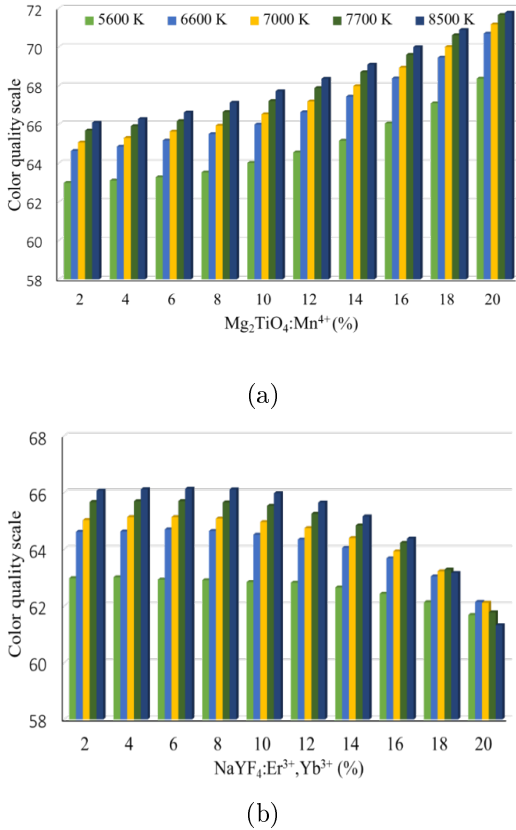 72
5600 K 6600 K 7000 K 7700 K 8500 K
70
68
66
64
62
60
58
Color quality scale
2 4 6 8 10 12 14 16 18 20
Mg₂TiO₄:Mn⁴⁺(%)
(a)
68
66
64
62
60
58
Color quality scale
2 4 6 8 10 12 14 16 18 20
NaYF₄:Er³⁺,Yb³⁺ (%)
(b)